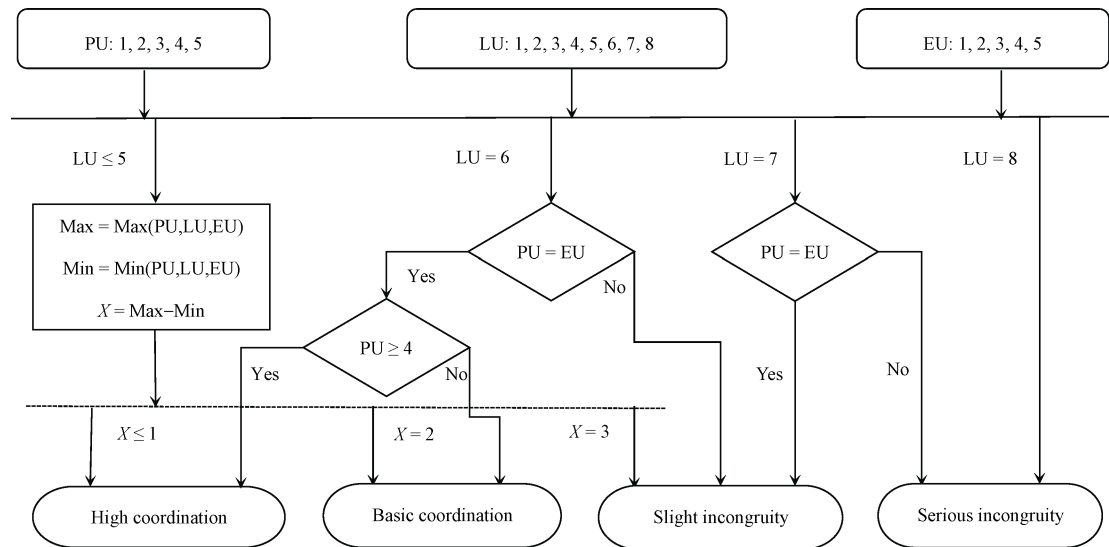 PU: 1, 2, 3, 4, 5
LU: 1, 2, 3, 4, 5, 6, 7, 8
EU: 1, 2, 3, 4, 5
LU ≤ 5
LU = 6
LU = 7
LU = 8
Max = Max(PU,LU,EU)
Min = Min(PU,LU,EU)
X = Max−Min
PU = EU
Yes
No
PU = EU
PU ≥ 4
Yes
No
Yes
No
X ≤ 1
X = 2
X = 3
High coordination
Basic coordination
Slight incongruity
Serious incongruity